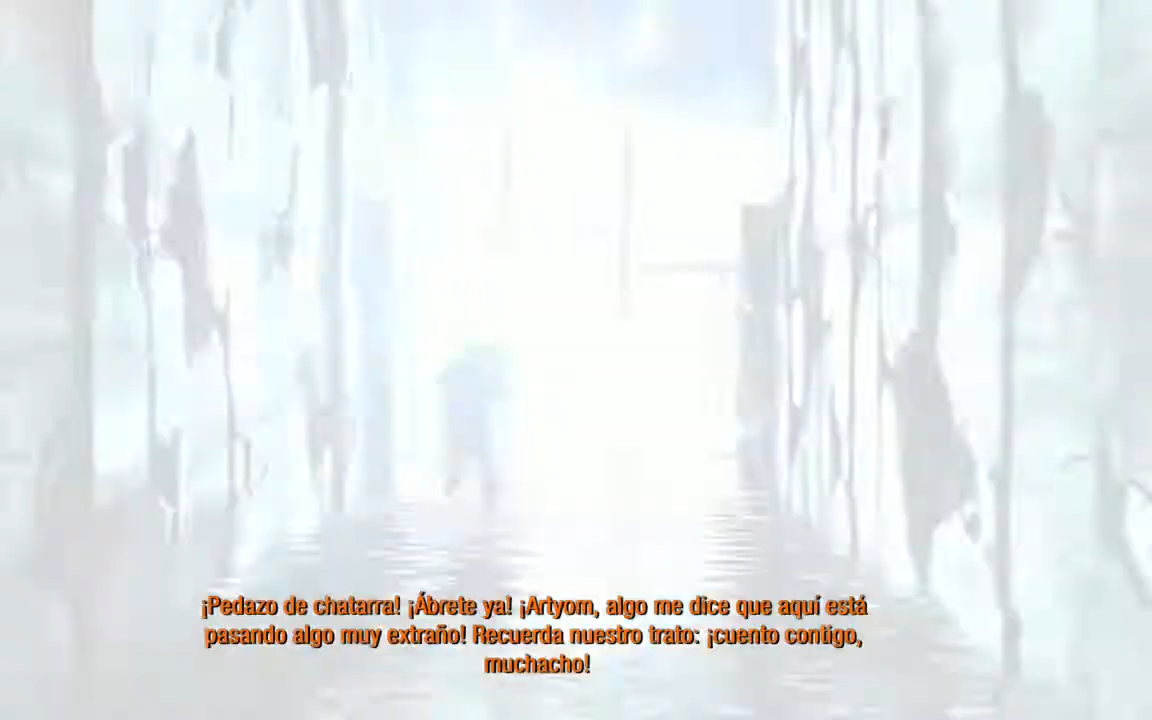 ¡Pedazo de chatarra! ¡Ábrete ya! ¡Artyom, algo me dice que aquí está
pasando algo muy extraño! Recuerda nuestro trato: ¡cuento contigo,
muchacho!